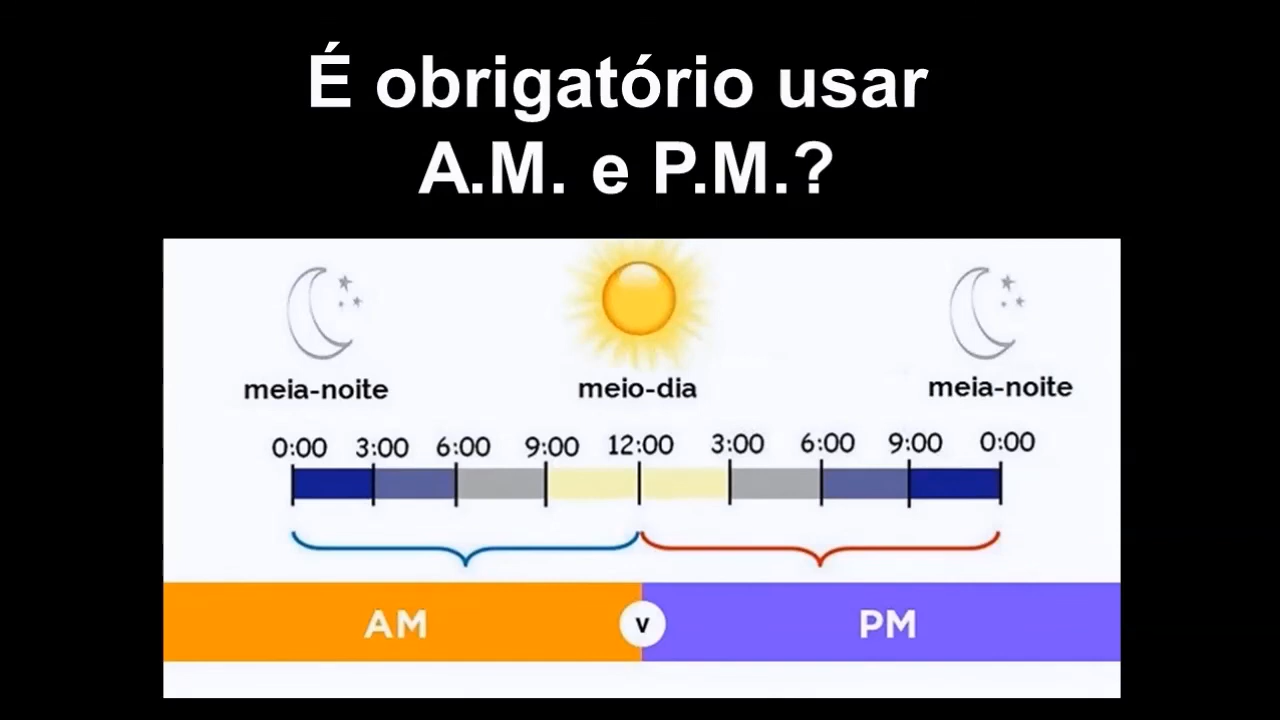 É obrigatório usar
A.M. e P.M.?
meia-noite meio-dia meia-noite
0:00 3:00 6:00 9:00 12:00 3:00 6:00 9:00 0:00
AM v PM